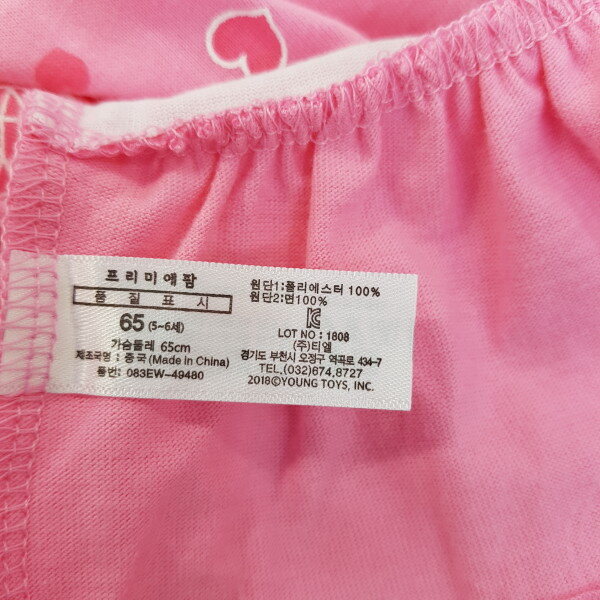 프리미애팜
품질표시
65 (5~6세)
가슴둘레 65cm
제조국명 : 중국 (Made in China)
품번: 083EW-49480
원단1:폴리에스터 100%
원단2:면100%
LOT NO : 1808
(주)티엘
경기도 부천시 오정구 역곡로 434-7
TEL,(032)674,8727
2018©YOUNG TOYS, INC.